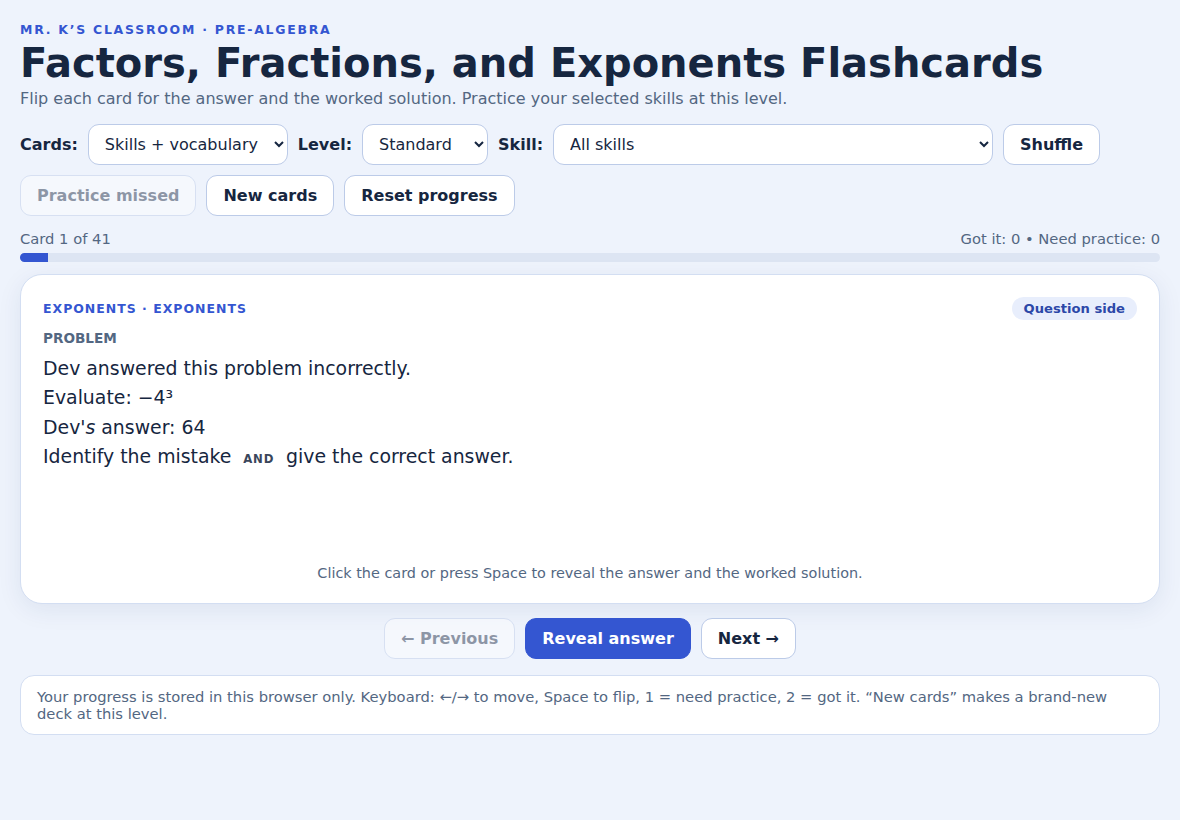 MR. K’S CLASSROOM · PRE-ALGEBRA
Factors, Fractions, and Exponents Flashcards
Flip each card for the answer and the worked solution. Practice your selected skills at this level.
Cards: Skills + vocabulary Level: Standard Skill: All skills Shuffle
Practice missed New cards Reset progress
Card 1 of 41 Got it: 0 • Need practice: 0
EXPONENTS · EXPONENTS Question side
PROBLEM
Dev answered this problem incorrectly.
Evaluate: −4³
Dev's answer: 64
Identify the mistake AND give the correct answer.
Click the card or press Space to reveal the answer and the worked solution.
← Previous Reveal answer Next →
Your progress is stored in this browser only. Keyboard: ←/→ to move, Space to flip, 1 = need practice, 2 = got it. “New cards” makes a brand-new
deck at this level.